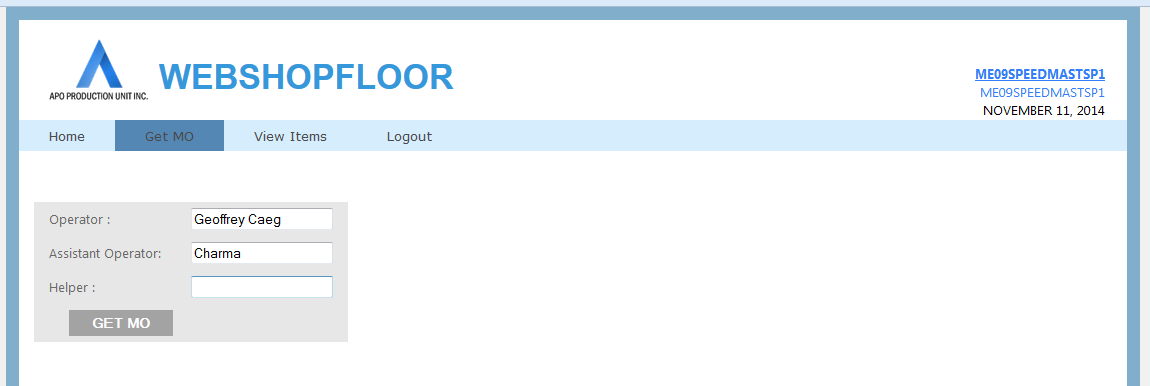 APO PRODUCTION UNIT INC.
WEBSHOPFLOOR
ME09SPEEDMASTSP1
ME09SPEEDMASTSP1
NOVEMBER 11, 2014
Home Get MO View Items Logout
Operator : Geoffrey Caeg
Assistant Operator: Charma
Helper :
GET MO